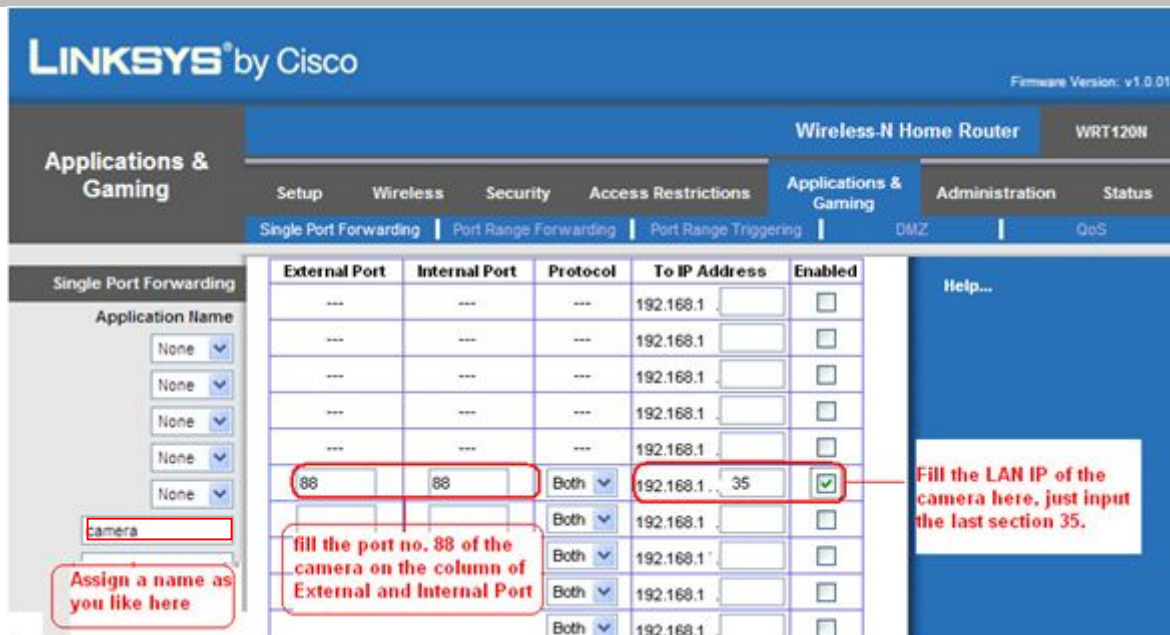 LINKSYS® by Cisco
Firmware Version: v1.0.01
Wireless-N Home Router WRT120N
Applications & Gaming
Setup Wireless Security Access Restrictions Applications & Gaming Administration Status
Single Port Forwarding Port Range Forwarding Port Range Triggering DMZ QoS
Single Port Forwarding
Application Name
External Port Internal Port Protocol To IP Address Enabled
Help...
None --- --- --- 192.168.1 .
None --- --- --- 192.168.1
None --- --- --- 192.168.1 .
None --- --- --- 192.168.1 .
None --- --- --- 192.168.1 .
camera 88 88 Both 192.168.1 . 35
Both 192.168.1 .
Both 192.168.1
Both 192.168.1 .
Both 192.168.1
Assign a name as
you like here
fill the port no. 88 of the
camera on the column of
External and Internal Port
Fill the LAN IP of the
camera here, just input
the last section 35.